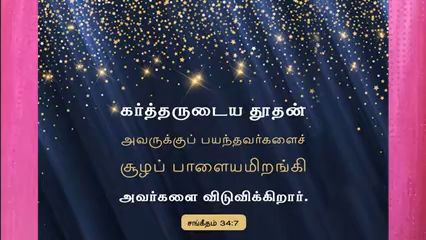 கர்த்தருடைய தூதன்
அவருக்குப் பயந்தவர்களைச்
சூழப் பாளையமிறங்கி
அவர்களை விடுவிக்கிறார்.
சங்கீதம் 34:7